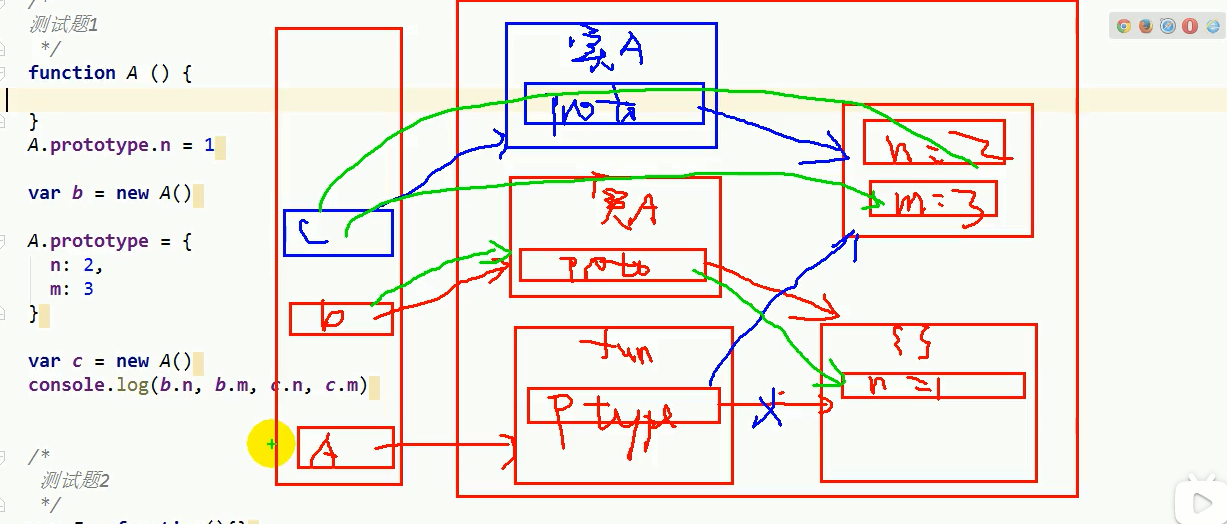 /*
测试题1
*/
function A () {
}
A.prototype.n = 1
var b = new A()
A.prototype = {
n: 2,
m: 3
}
var c = new A()
console.log(b.n, b.m, c.n, c.m)
/*
测试题2
*/
c
b
A
实A
proto
实A
proto
fun
Ptype
n = 2
m = 3
{}
n = 1